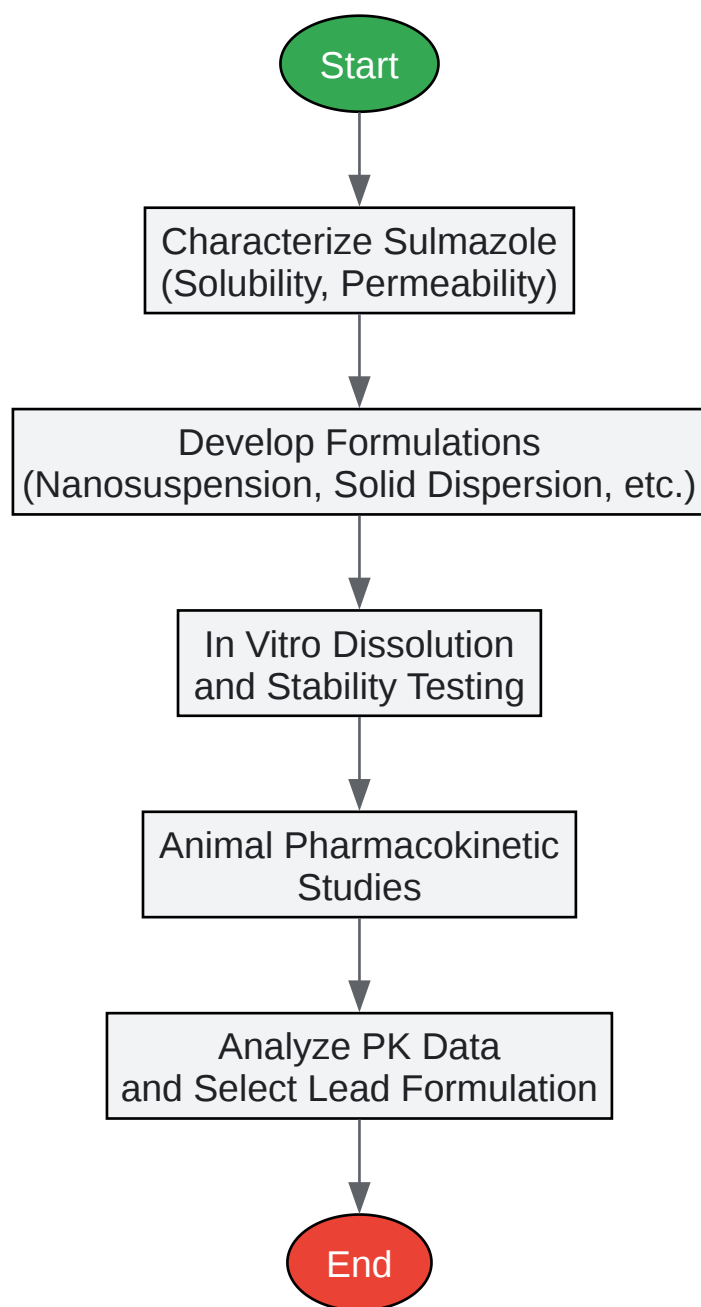 Start
Characterize Sulmazole
(Solubility, Permeability)
Develop Formulations
(Nanosuspension, Solid Dispersion, etc.)
In Vitro Dissolution
and Stability Testing
Animal Pharmacokinetic
Studies
Analyze PK Data
and Select Lead Formulation
End